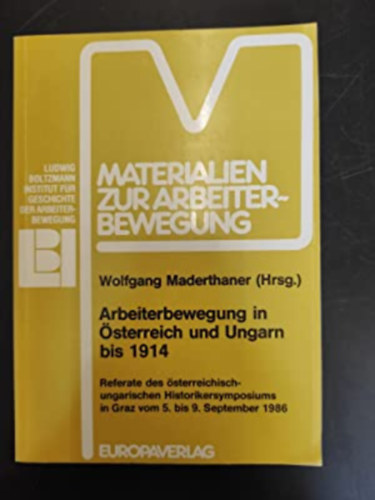 LUDWIG
BOLTZMANN
INSTITUT FÜR
GESCHICHTE
DER ARBEITER-
BEWEGUNG
LBI
M
MATERIALIEN
ZUR ARBEITER-
BEWEGUNG
Wolfgang Maderthaner (Hrsg.)
Arbeiterbewegung in
Österreich und Ungarn
bis 1914
Referate des österreichisch-
ungarischen Historikersymposiums
in Graz vom 5. bis 9. September 1986
EUROPAVERLAG